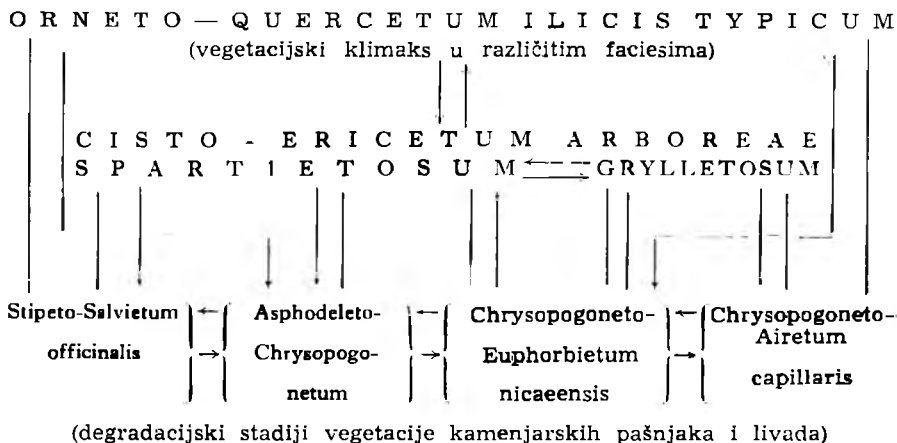 ORNETO — QUERCETUM ILICIS TYPICUM
(vegetacijski klimaks u različitim faciesima)
CISTO - ERICETUM ARBOREAE
SPARTIETOSUM GRYLLETOSUM
Stipeto-Salvietum Asphodeleto- Chrysopogoneto- Chrysopogoneto-
officinalis Chrysopogo- Euphorbietum Airetum
netum nicaeensis capillaris
(degradacijski stadiji vegetacije kamenjarskih pašnjaka i livada)